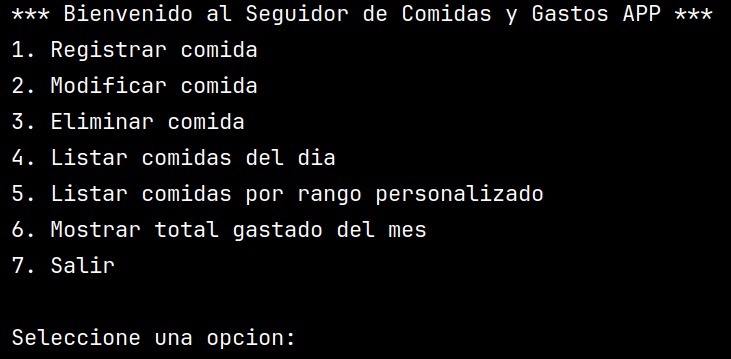 *** Bienvenido al Seguidor de Comidas y Gastos APP ***
1. Registrar comida
2. Modificar comida
3. Eliminar comida
4. Listar comidas del dia
5. Listar comidas por rango personalizado
6. Mostrar total gastado del mes
7. Salir
Seleccione una opcion: